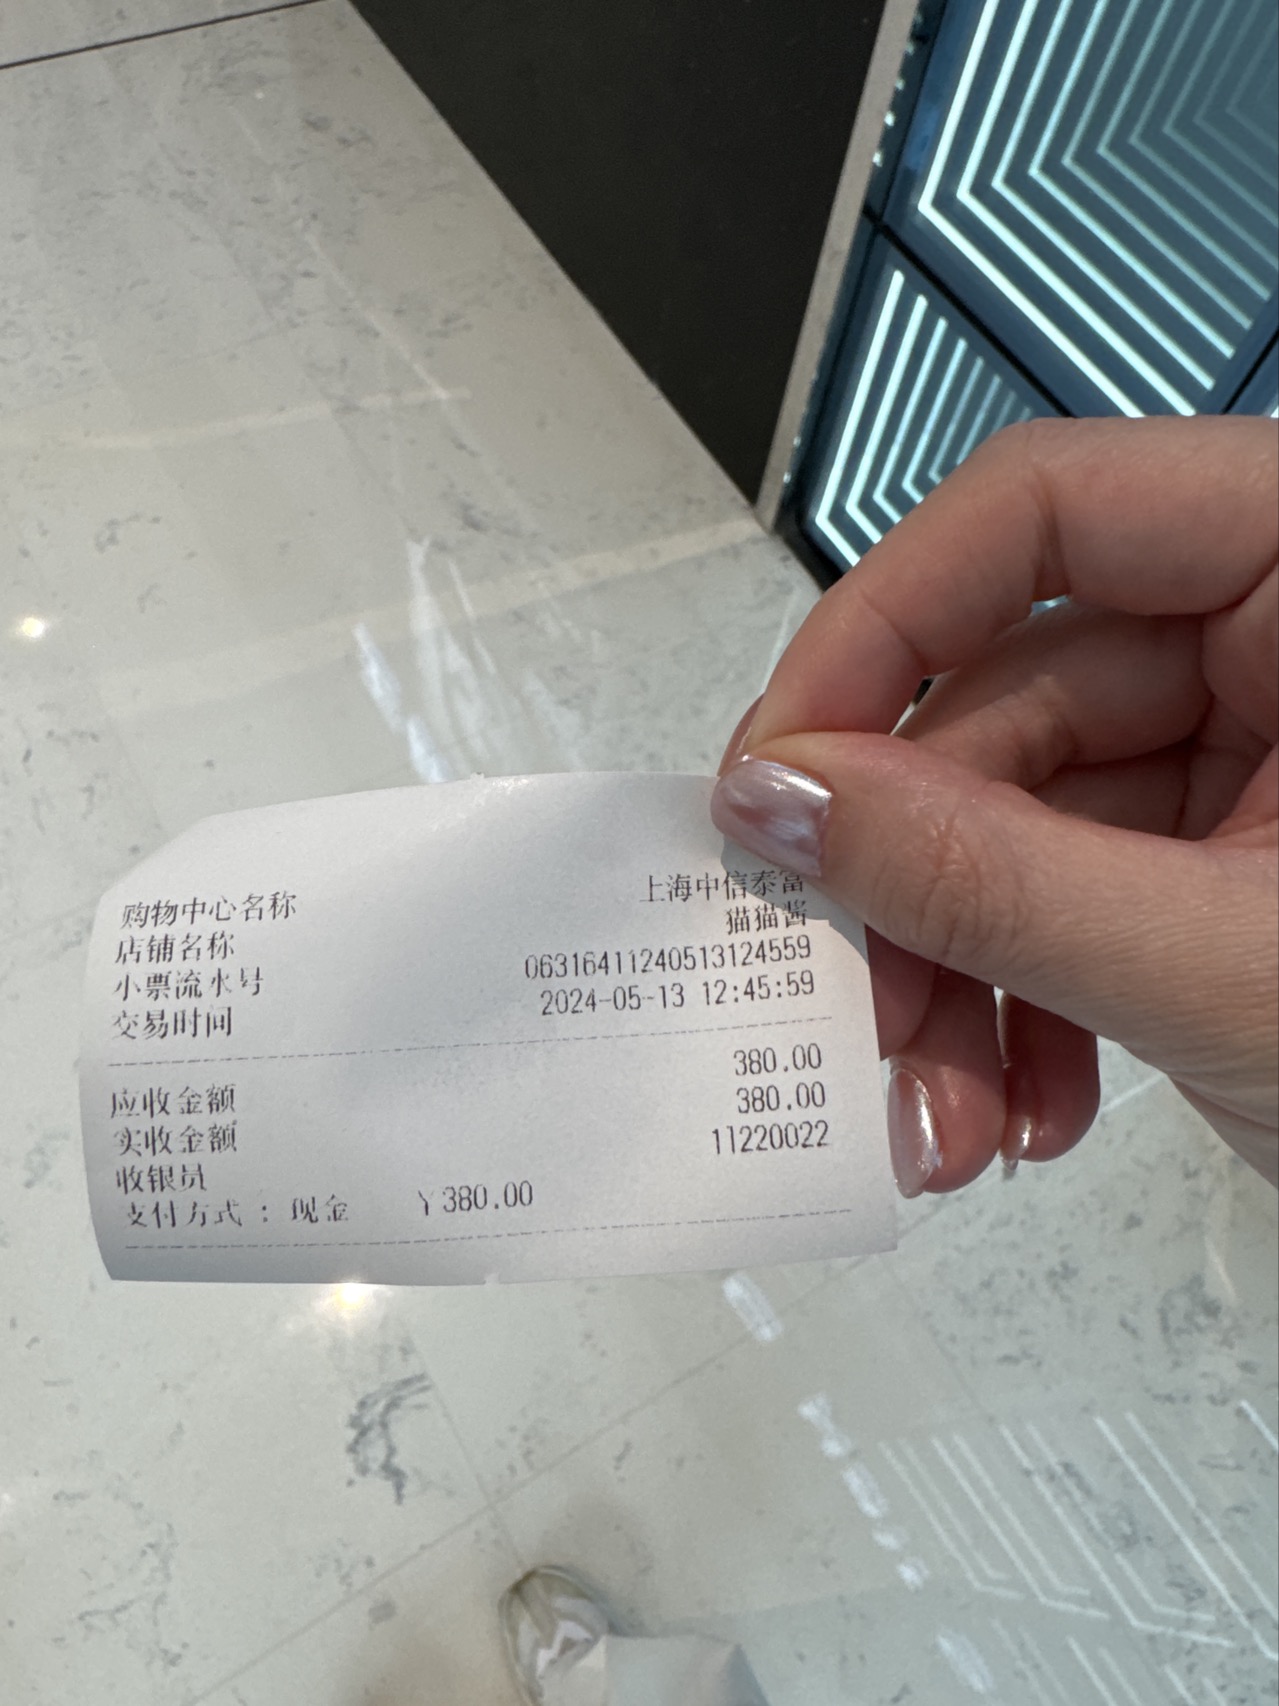 购物中心名称 上海中信泰富
店铺名称 猫猫酱
小票流水号 06316411240513124559
交易时间 2024-05-13 12:45:59
应收金额 380.00
实收金额 380.00
收银员 11220022
支付方式 : 现金 ¥380.00